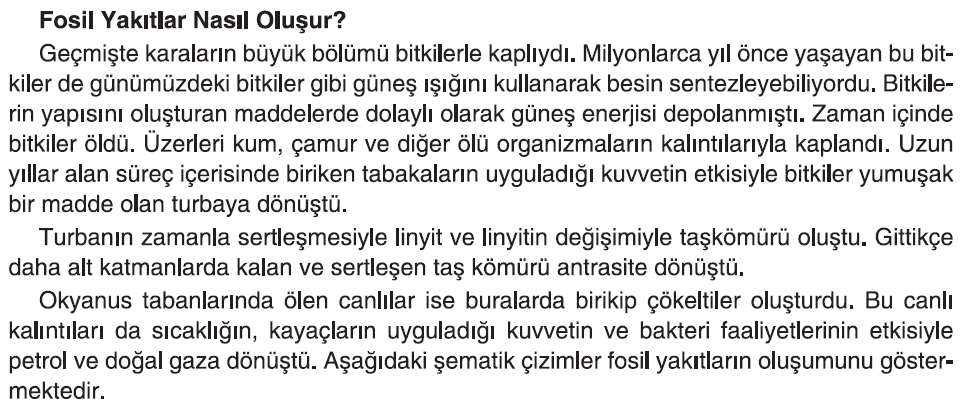 Fosil Yakıtlar Nasıl Oluşur?
Geçmişte karaların büyük bölümü bitkilerle kaplıydı. Milyonlarca yıl önce yaşayan bu bit-
kiler de günümüzdeki bitkiler gibi güneş ışığını kullanarak besin sentezleyebiliyordu. Bitkile-
rin yapısını oluşturan maddelerde dolaylı olarak güneş enerjisi depolanmıştı. Zaman içinde
bitkiler öldü. Üzerleri kum, çamur ve diğer ölü organizmaların kalıntılarıyla kaplandı. Uzun
yıllar alan süreç içerisinde biriken tabakaların uyguladığı kuvvetin etkisiyle bitkiler yumuşak
bir madde olan turbaya dönüştü.
Turbanın zamanla sertleşmesiyle linyit ve linyitin değişimiyle taşkömürü oluştu. Gittikçe
daha alt katmanlarda kalan ve sertleşen taş kömürü antrasite dönüştü.
Okyanus tabanlarında ölen canlılar ise buralarda birikip çökeltiler oluşturdu. Bu canlı
kalıntıları da sıcaklığın, kayaçların uyguladığı kuvvetin ve bakteri faaliyetlerinin etkisiyle
petrol ve doğal gaza dönüştü. Aşağıdaki şematik çizimler fosil yakıtların oluşumunu göster-
mektedir.